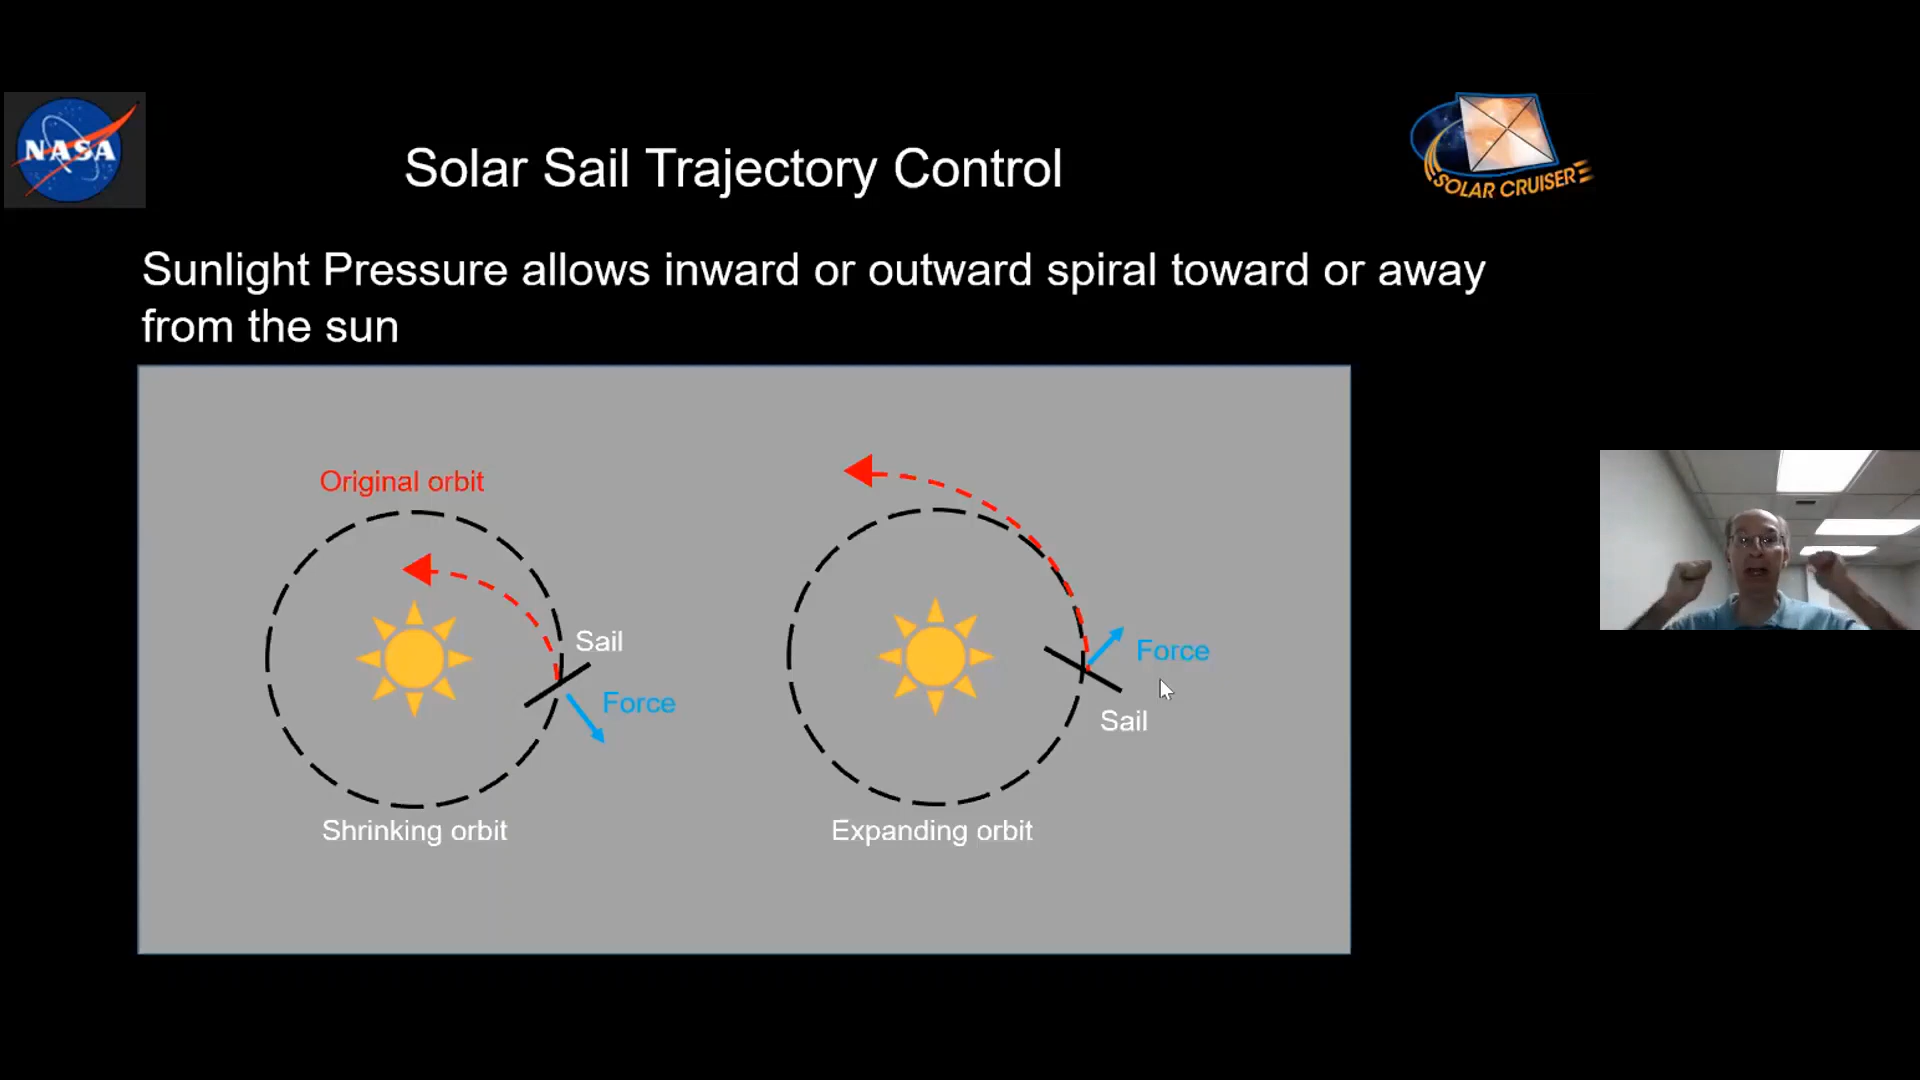 NASA
Solar Sail Trajectory Control
SOLAR CRUISER
Sunlight Pressure allows inward or outward spiral toward or away
from the sun
Original orbit
Sail
Force
Shrinking orbit
Force
Sail
Expanding orbit